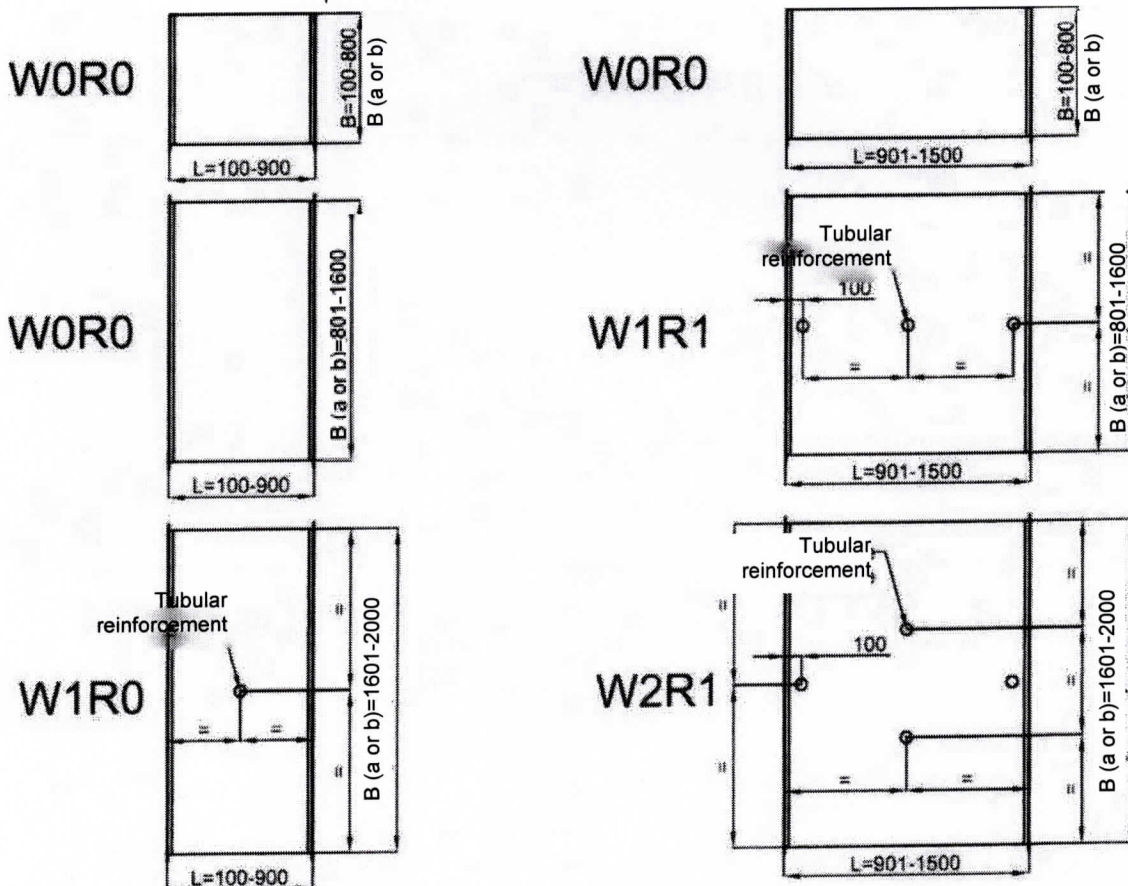 W0R0
B=100-800
B (a or b)
L=100-900
W0R0
B=100-800
B (a or b)
L=901-1500
W0R0
B (a or b)=801-1600
L=100-900
W1R1
Tubular
reinforcement
100
=
=
=
=
B (a or b)=801-1600
L=901-1500
W1R0
Tubular
reinforcement
=
=
=
=
B (a or b)=1601-2000
L=100-900
W2R1
Tubular
reinforcement
100
=
=
=
=
=
=
=
B (a or b)=1601-2000
L=901-1500